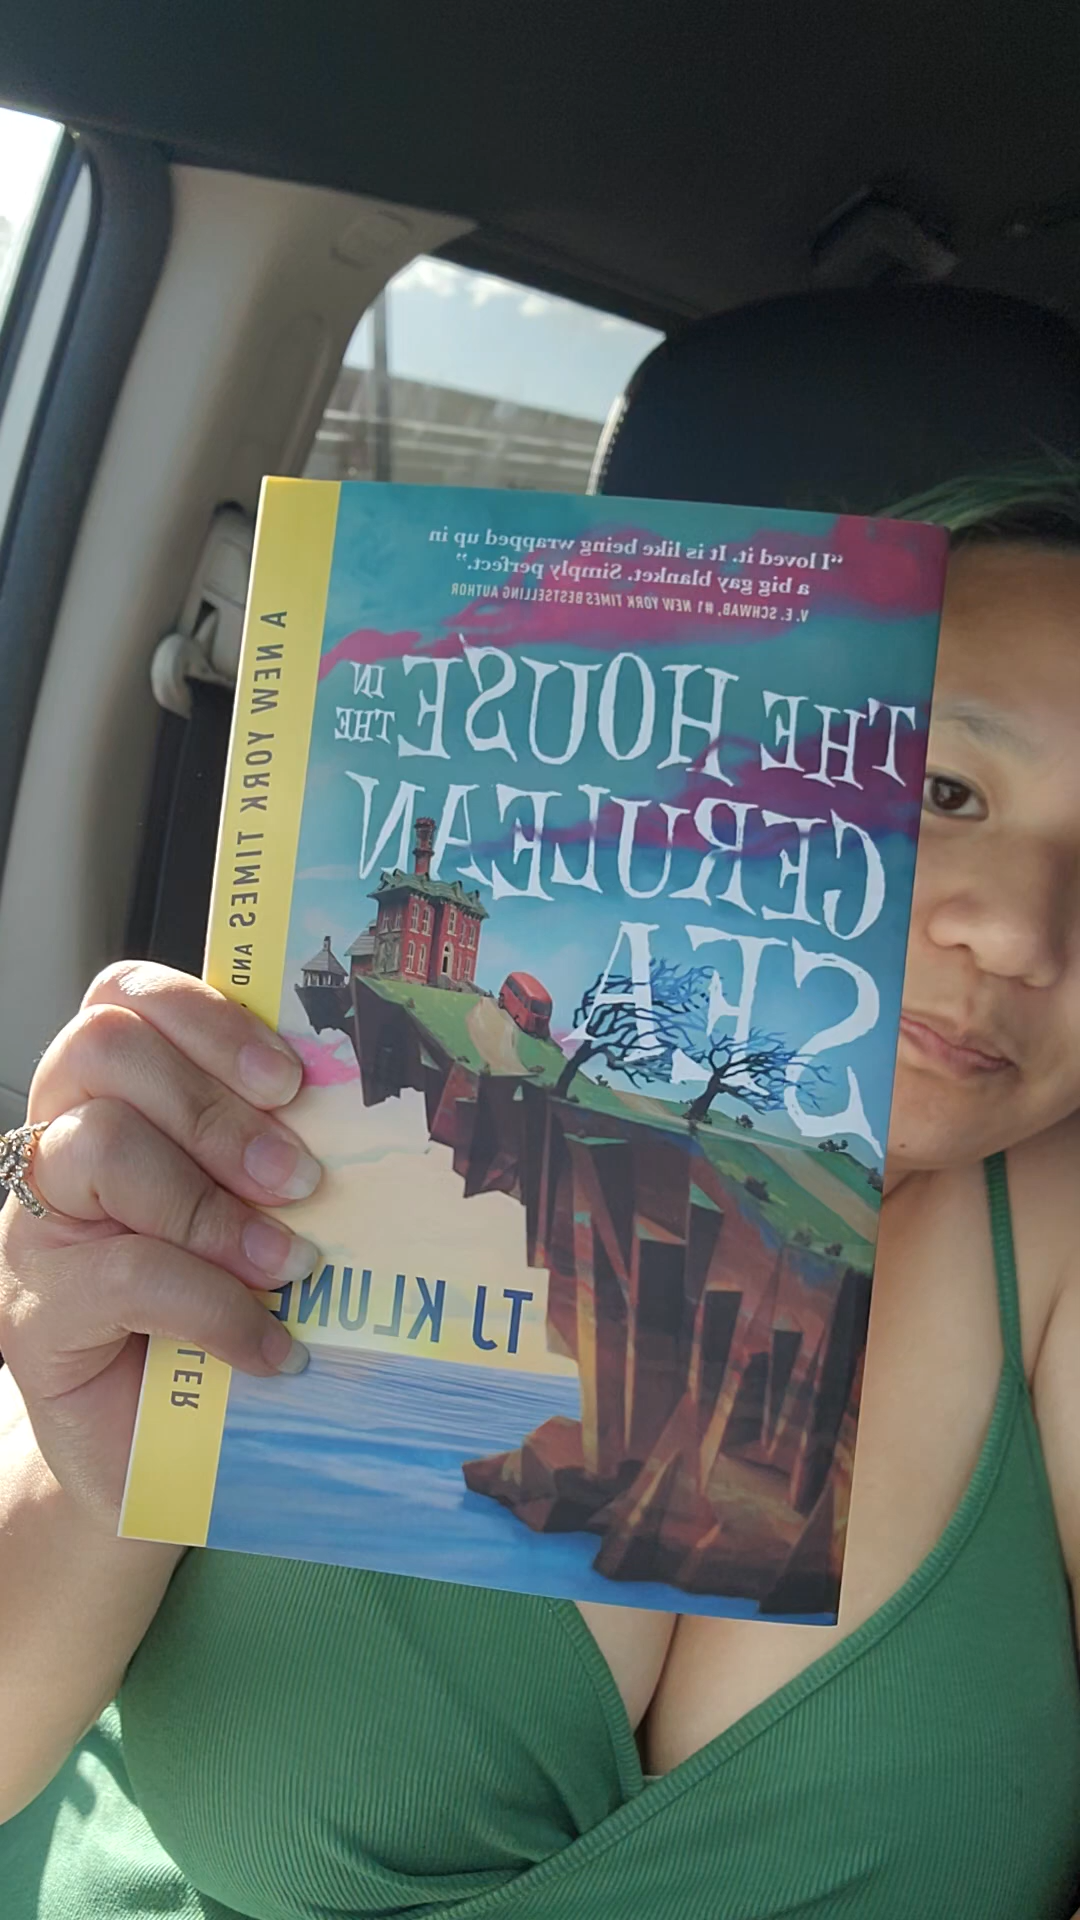 “I loved it. It is like being wrapped up in
a big gay blanket. Simply perfect.”
V. E. SCHWAB, #1 NEW YORK TIMES BESTSELLING AUTHOR
THE HOUSE IN THE
CERULEAN
SEA
TJ KLUNE
A NEW YORK TIMES AND
LER